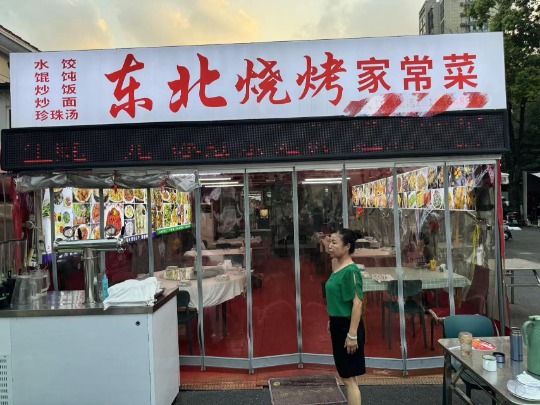 水 饺
馄 饨
炒 饭
炒 面
珍珠汤
东北烧烤
家常菜